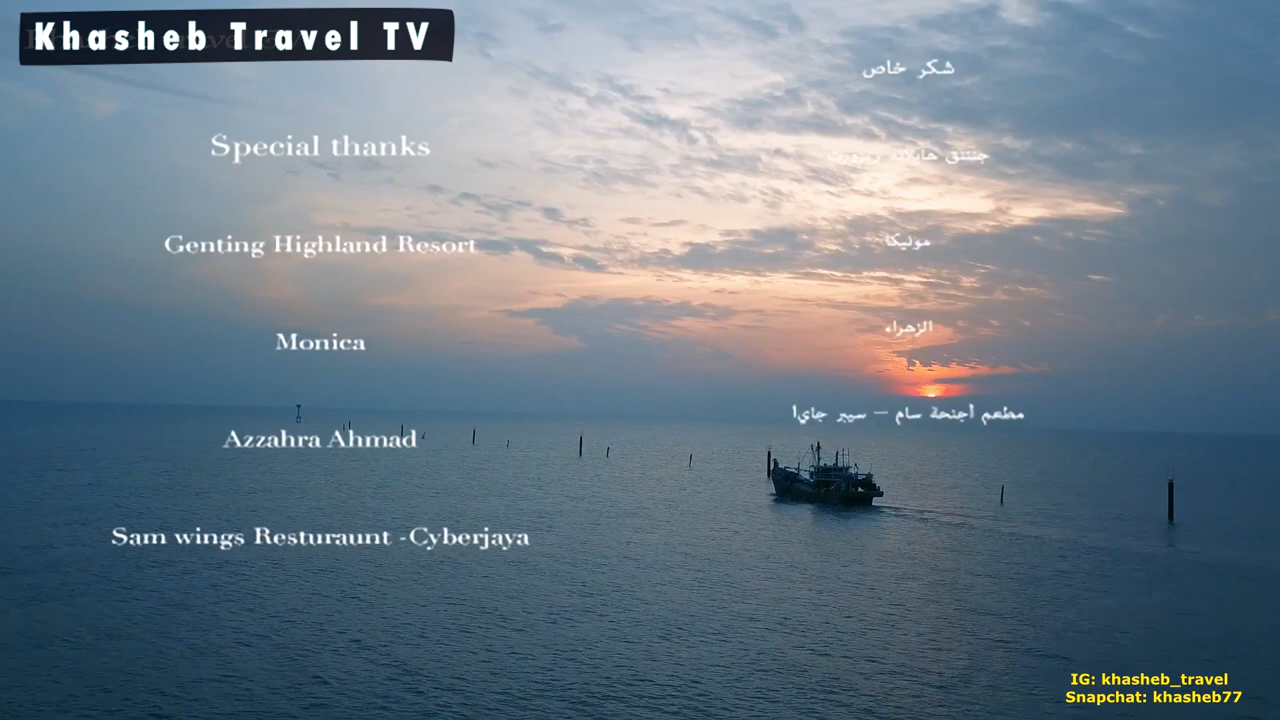 Khasheb Travel TV
Special thanks
Genting Highland Resort
Monica
Azzahra Ahmad
Sam wings Resturaunt -Cyberjaya
شكر خاص
جنتنق هايلاند ريزورت
مونيكا
الزهراء
مطعم أجنحة سام – سيبر جايا
IG: khasheb_travel
Snapchat: khasheb77